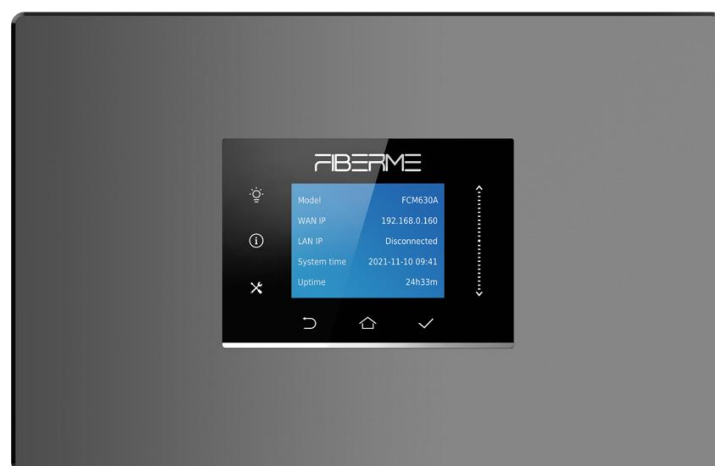 FIBERME
Model FCM630A
WAN IP 192.168.0.160
LAN IP Disconnected
System time 2021-11-10 09:41
Uptime 24h33m